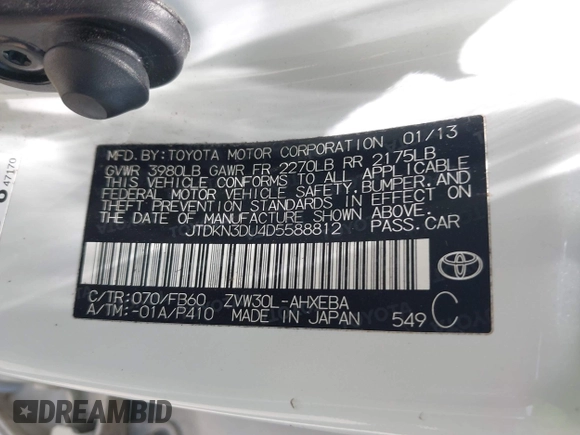 MFD. BY: TOYOTA MOTOR CORPORATION 01/13
GVWR 3980LB GAWR FR 2270LB RR 2175LB
THIS VEHICLE CONFORMS TO ALL APPLICABLE
FEDERAL MOTOR VEHICLE SAFETY, BUMPER, AND
THEFT PREVENTION STANDARDS IN EFFECT ON
THE DATE OF MANUFACTURE SHOWN ABOVE.
JTDKN3DU4D5588812 PASS. CAR
C/TR: 070/FB60 ZVW30L-AHXEBA
A/TM: -01A/P410 MADE IN JAPAN 549 C
47170
DREAMBID